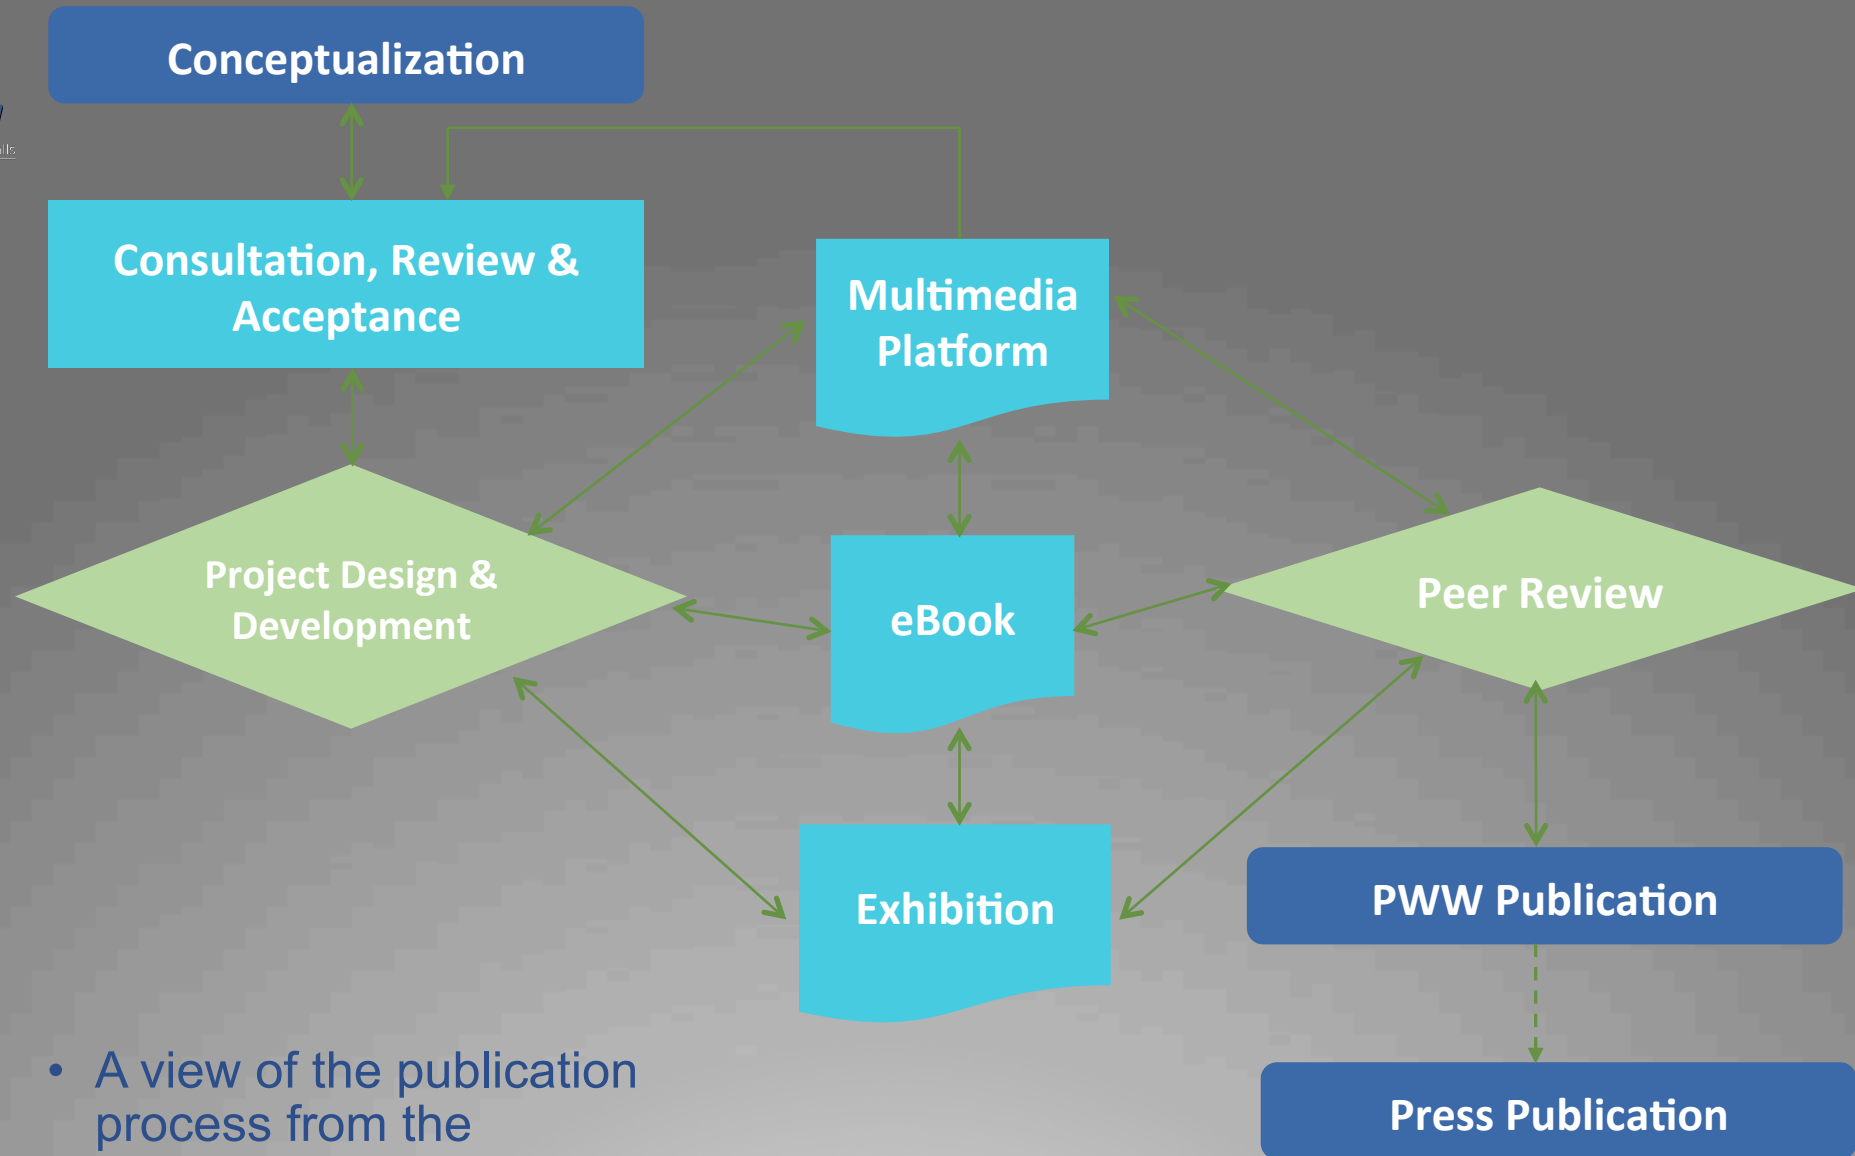 Conceptualization
Consultation, Review &
Acceptance
Multimedia
Platform
Project Design &
Development
eBook
Peer Review
Exhibition
PWW Publication
Press Publication
• A view of the publication
process from the